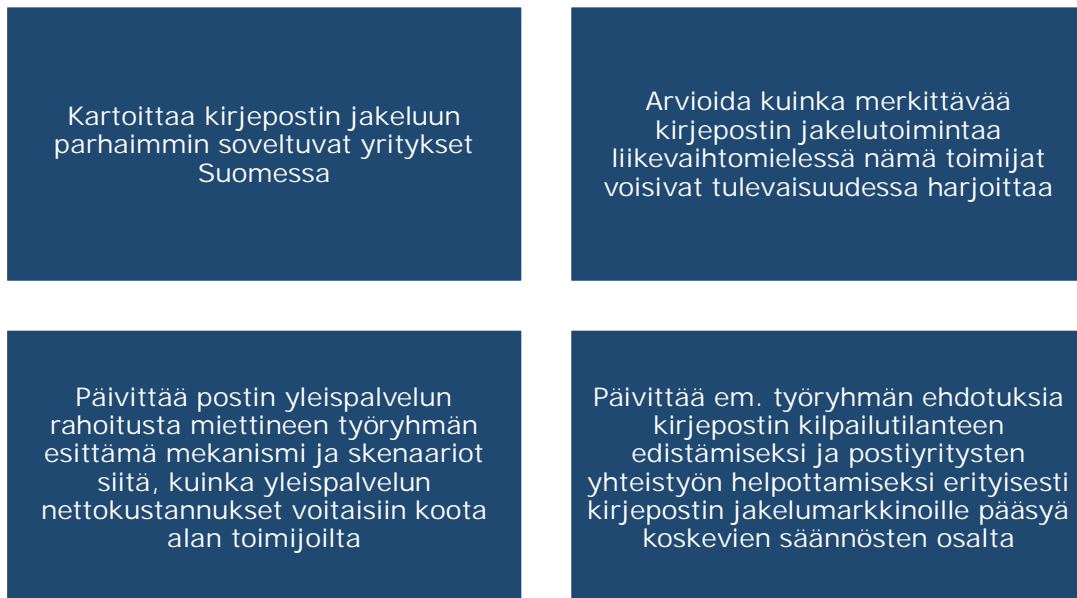 Kartoittaa kirjepostin jakeluun
parhaimmin soveltuvat yritykset
Suomessa
Arvioida kuinka merkittävää
kirjepostin jakelutoimintaa
liikevaihtomielessä nämä toimijat
voisivat tulevaisuudessa harjoittaa
Päivittää postin yleispalvelun
rahoitusta miettineen työryhmän
esittämä mekanismi ja skenaariot
siitä, kuinka yleispalvelun
nettokustannukset voitaisiin koota
alan toimijoilta
Päivittää em. työryhmän ehdotuksia
kirjepostin kilpailutilanteen
edistämiseksi ja postiyritysten
yhteistyön helpottamiseksi erityisesti
kirjepostin jakelumarkkinoille pääsyä
koskevien säännösten osalta